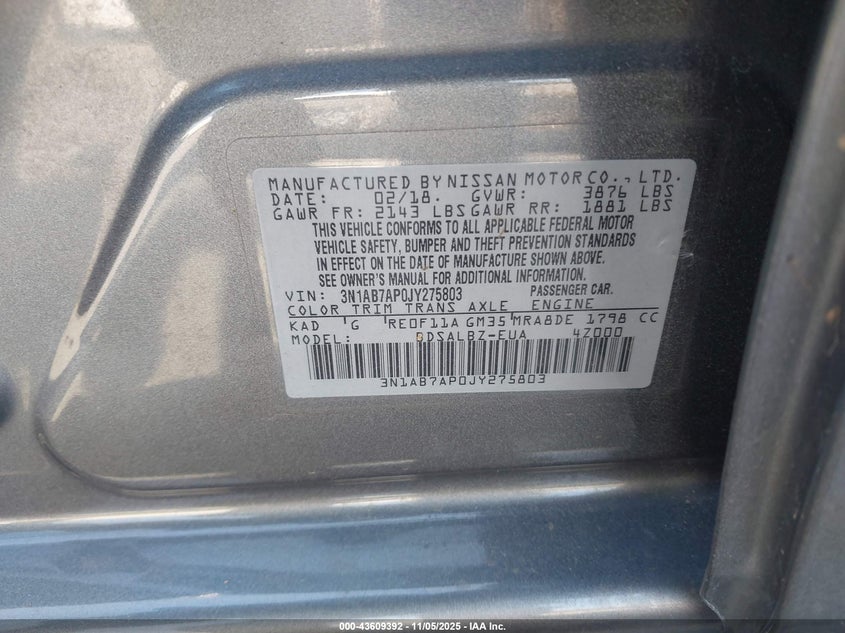 MANUFACTURED BY NISSAN MOTOR CO., LTD.
DATE: 02/18. GVWR: 3876 LBS
GAWR FR: 2143 LBS GAWR RR: 1881 LBS
THIS VEHICLE CONFORMS TO ALL APPLICABLE FEDERAL MOTOR
VEHICLE SAFETY, BUMPER AND THEFT PREVENTION STANDARDS
IN EFFECT ON THE DATE OF MANUFACTURE SHOWN ABOVE.
SEE OWNER'S MANUAL FOR ADDITIONAL INFORMATION.
VIN: 3N1AB7AP0JY275803 PASSENGER CAR.
COLOR TRIM TRANS AXLE ENGINE
KAD G RE0F11A GM35 MRA8DE 1798 CC
MODEL: 4Z000
3N1AB7AP0JY275803
000-43609392 | 11/05/2025 - IAA Inc.